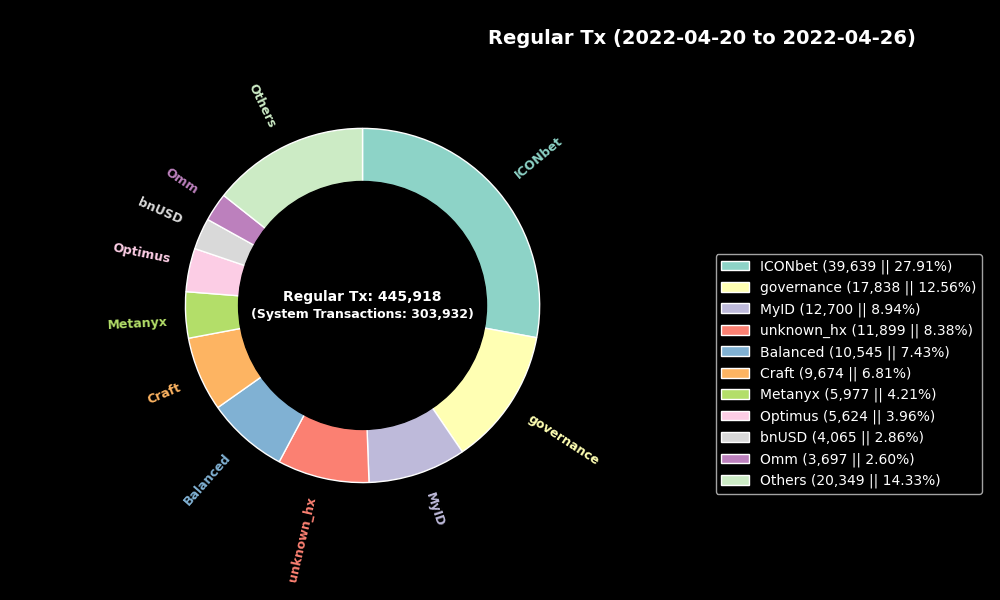 Regular Tx (2022-04-20 to 2022-04-26)
Others
ICONbet
Omm
bnUSD
Optimus
Metanyx
Craft
Balanced
unknown_hx
MyID
governance
Regular Tx: 445,918
(System Transactions: 303,932)
ICONbet (39,639 || 27.91%)
governance (17,838 || 12.56%)
MyID (12,700 || 8.94%)
unknown_hx (11,899 || 8.38%)
Balanced (10,545 || 7.43%)
Craft (9,674 || 6.81%)
Metanyx (5,977 || 4.21%)
Optimus (5,624 || 3.96%)
bnUSD (4,065 || 2.86%)
Omm (3,697 || 2.60%)
Others (20,349 || 14.33%)